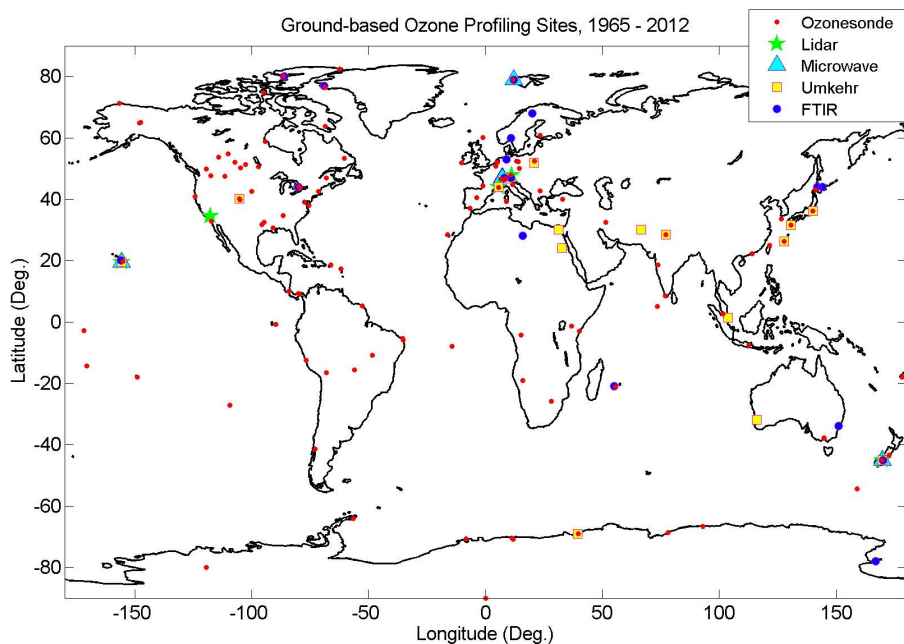 Ground-based Ozone Profiling Sites, 1965 - 2012
Ozonesonde
Lidar
Microwave
Umkehr
FTIR
Latitude (Deg.)
80
60
40
20
0
-20
-40
-60
-80
-150
-100
-50
0
50
100
150
Longitude (Deg.)